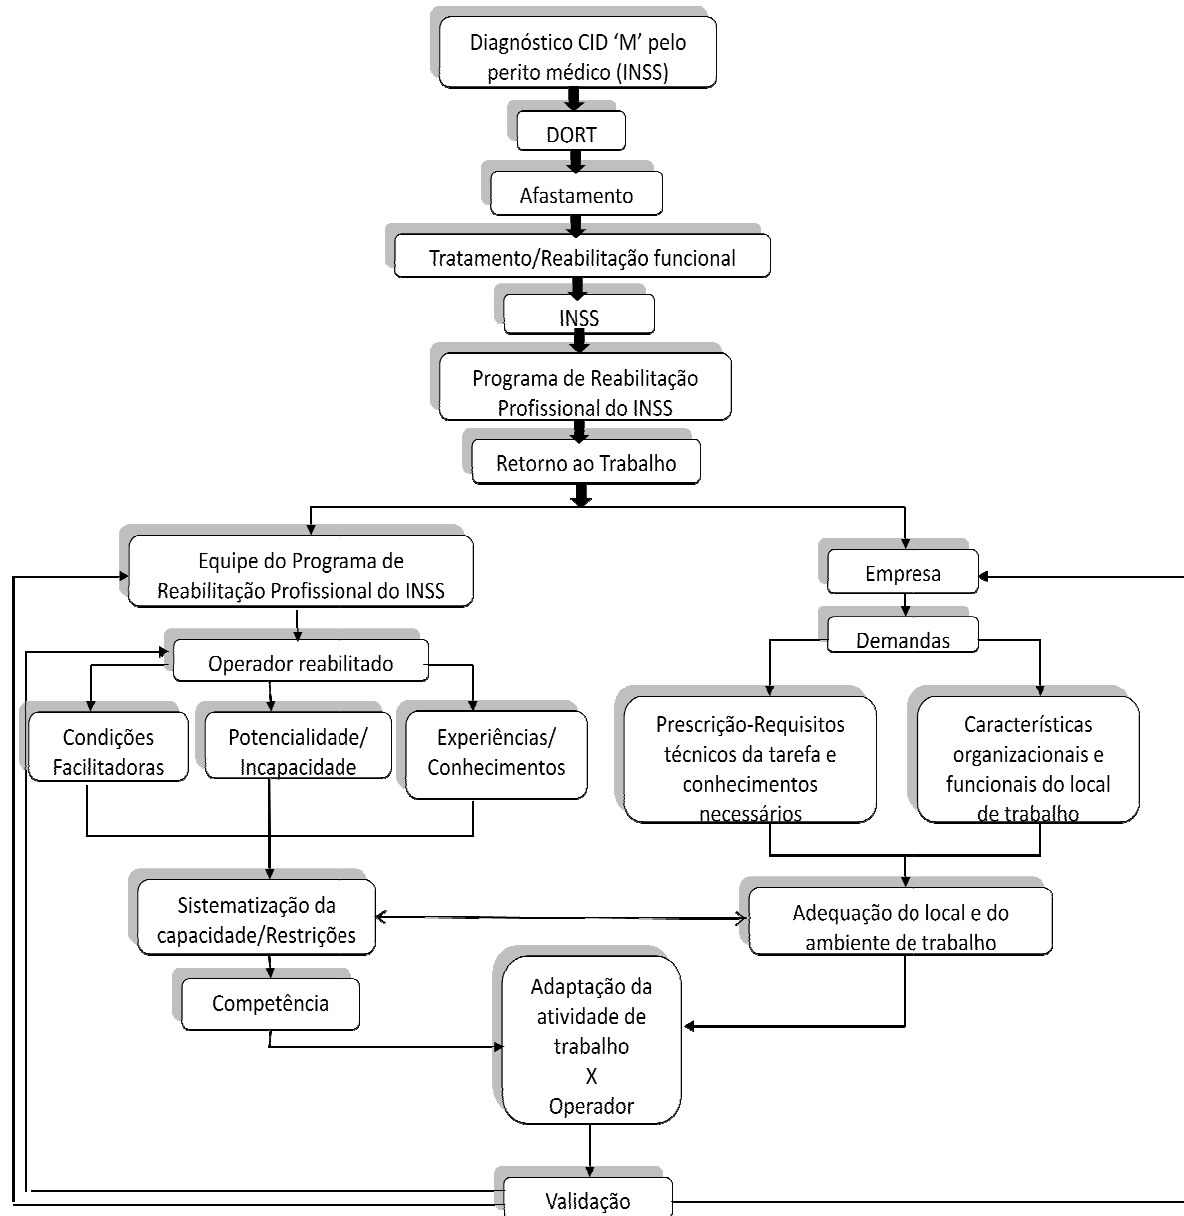 Diagnóstico CID ‘M’ pelo
perito médico (INSS)
DORT
Afastamento
Tratamento/Reabilitação funcional
INSS
Programa de Reabilitação
Profissional do INSS
Retorno ao Trabalho
Equipe do Programa de
Reabilitação Profissional do INSS
Empresa
Demandas
Operador reabilitado
Condições
Facilitadoras
Potencialidade/
Incapacidade
Experiências/
Conhecimentos
Prescrição-Requisitos
técnicos da tarefa e
conhecimentos
necessários
Características
organizacionais e
funcionais do local
de trabalho
Sistematização da
capacidade/Restrições
Adequação do local e do
ambiente de trabalho
Competência
Adaptação da
atividade de
trabalho
X
Operador
Validação